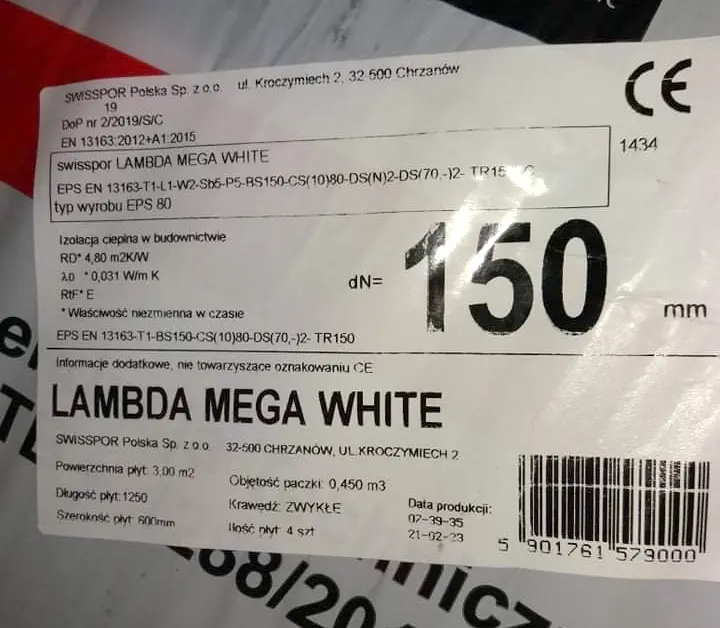 SWISSPOR Polska Sp. z o.o. ul. Kroczymiech 2, 32-500 Chrzanów
19
DoP nr 2/2019/S/C
EN 13163:2012+A1:2015
CE
1434
swisspor LAMBDA MEGA WHITE
EPS EN 13163-T1-L1-W2-Sb5-P5-BS150-CS(10)80-DS(N)2-DS(70,-)2-
typ wyrobu EPS 80
Izolacja cieplna w budownictwie
RD* 4,80 m2K/W
λD *0,031 W/m K
RtF* E
* Właściwość niezmienna w czasie
dN= 150 mm
EPS EN 13163-T1-BS150-CS(10)80-DS(70,-)2- TR150
Informacje dodatkowe, nie towarzyszące oznakowaniu CE
LAMBDA MEGA WHITE
SWISSPOR Polska Sp. z o.o. 32-500 CHRZANÓW, UL.KROCZYMIECH 2
Powierzchnia płyt: 3,00 m2 Objętość paczki: 0,450 m3
Długość płyt:1250 Krawędź: ZWYKŁE
Szerokość płyt: 600mm Ilość płyt: 4 szt
Data produkcji:
07-39-35
21-02-23
5 901761 579000